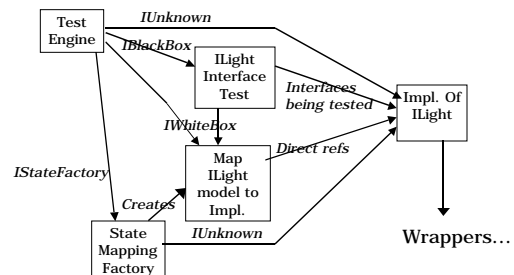 Test
Engine
IUnknown
IBlackBox
ILight
Interface
Test
Interfaces
being tested
Impl. Of
ILight
IWhiteBox
Map
ILight
model to
Impl.
Direct refs
IStateFactory
Creates
State
Mapping
Factory
IUnknown
Wrappers...